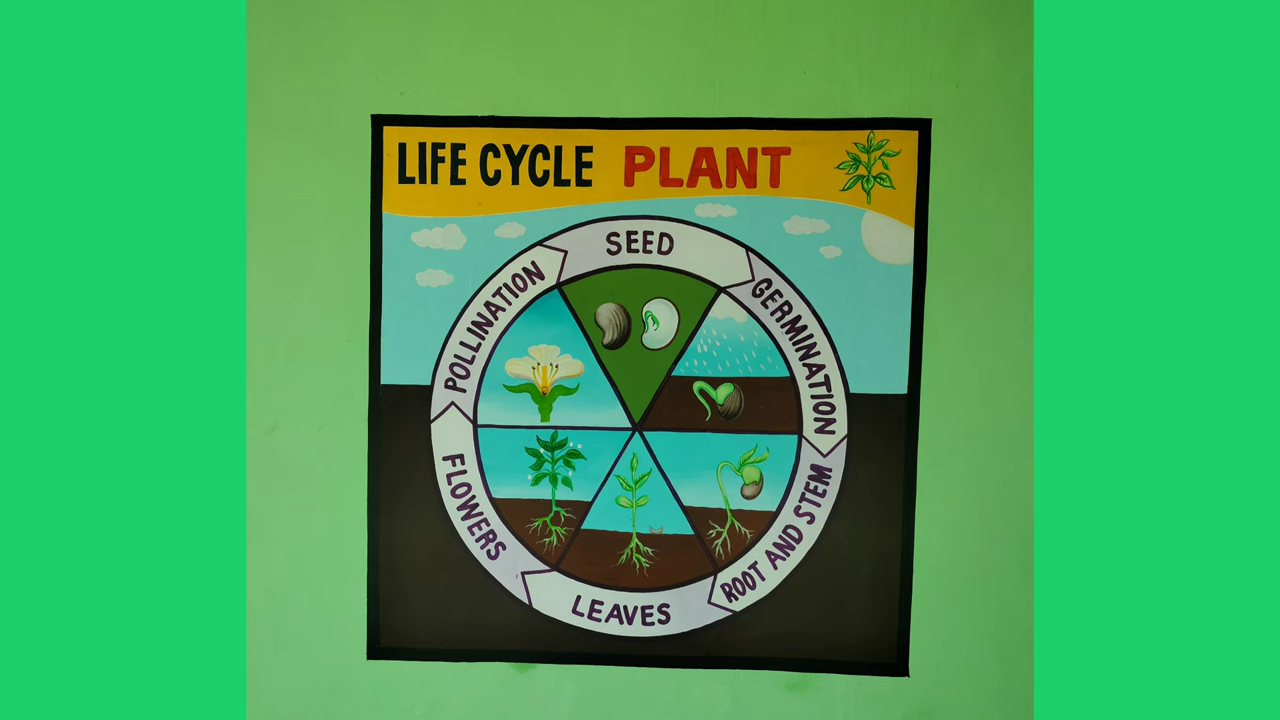 LIFE CYCLE PLANT
SEED
GERMINATION
ROOT AND STEM
LEAVES
FLOWERS
POLLINATION